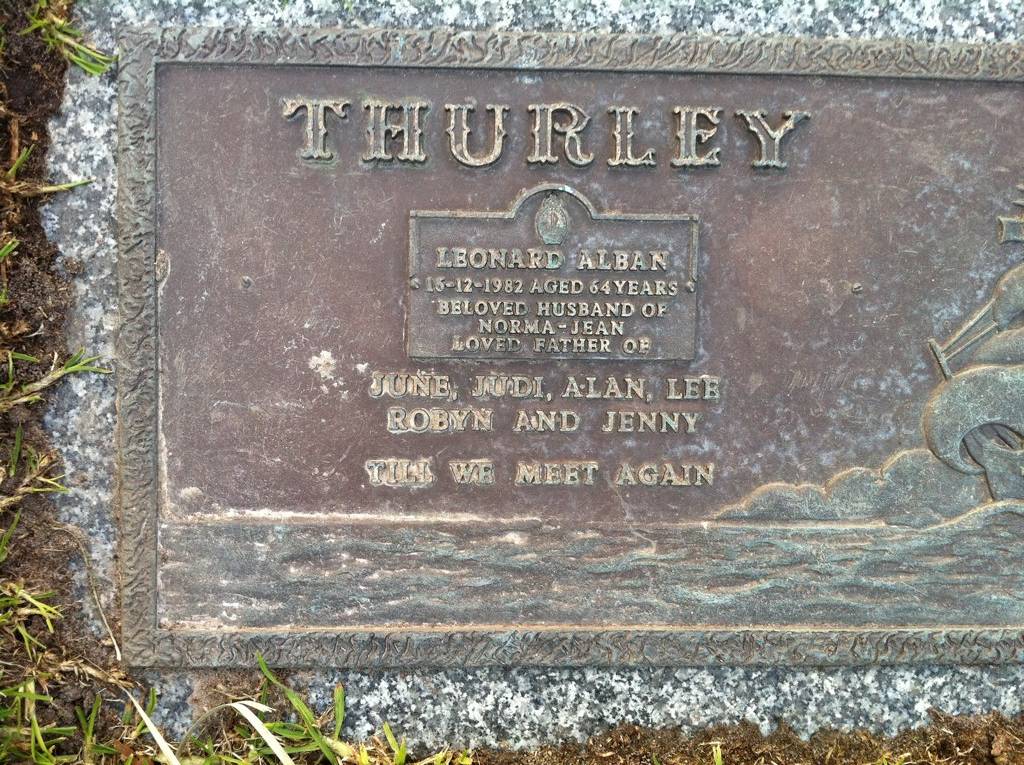 THURLEY
LEONARD ALBAN
16-12-1982 AGED 64 YEARS
BELOVED HUSBAND OF
NORMA-JEAN
LOVED FATHER OF
JUNE, JUDI, ALAN, LEE
ROBYN AND JENNY
TILL WE MEET AGAIN